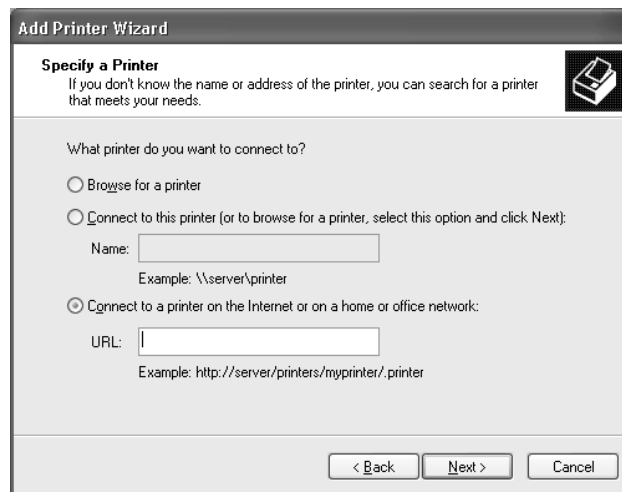 Add Printer Wizard
Specify a Printer
If you don't know the name or address of the printer, you can search for a printer
that meets your needs.
What printer do you want to connect to?
Browse for a printer
Connect to this printer (or to browse for a printer, select this option and click Next):
Name:
Example: \\server\printer
Connect to a printer on the Internet or on a home or office network:
URL:
Example: http://server/printers/myprinter/.printer
< Back Next > Cancel